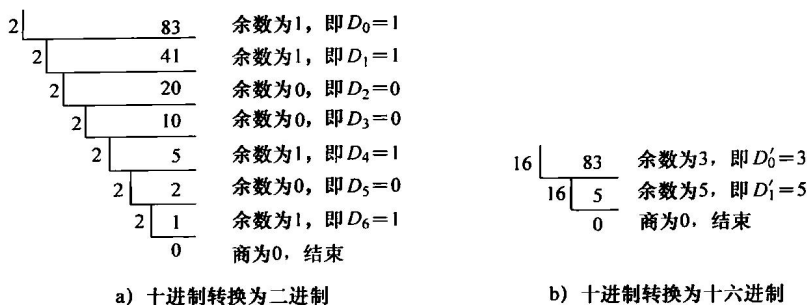 2 83 余数为1，即D₀=1
2 41 余数为1，即D₁=1
2 20 余数为0，即D₂=0
2 10 余数为0，即D₃=0
2 5 余数为1，即D₄=1
2 2 余数为0，即D₅=0
2 1 余数为1，即D₆=1
0 商为0，结束
a) 十进制转换为二进制
16 83 余数为3，即D₀′=3
16 5 余数为5，即D₁′=5
0 商为0，结束
b) 十进制转换为十六进制